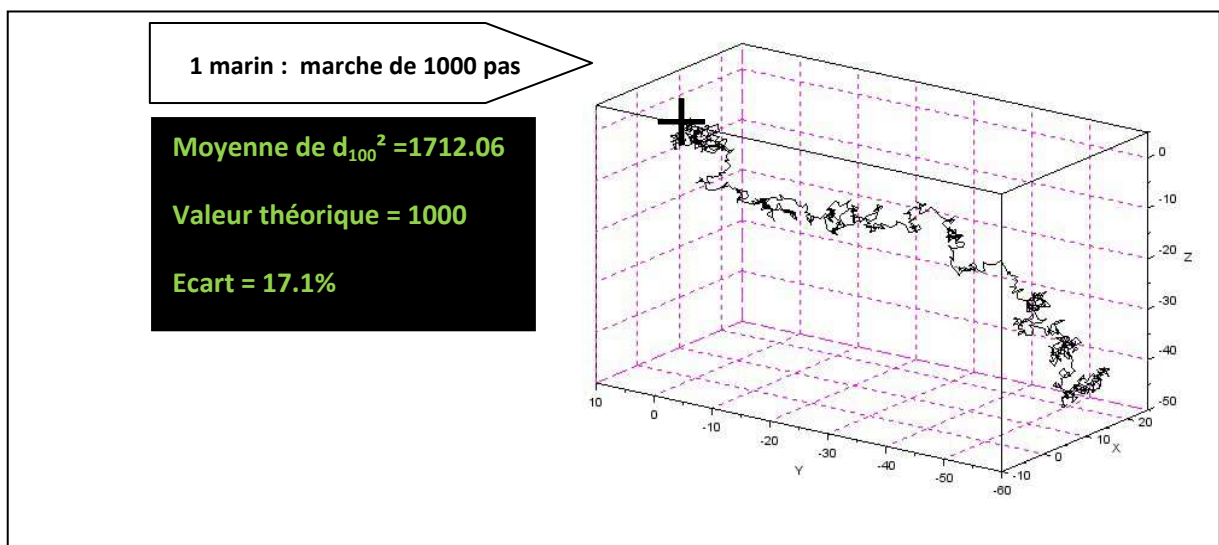 1 marin : marche de 1000 pas
Moyenne de d₁₀₀² =1712.06
Valeur théorique = 1000
Ecart = 17.1%
0
-10
-20
Z
-30
-40
-50
10
0
-10
-20
-30
-40
-50
-60
Y
-10
0
10
20
X